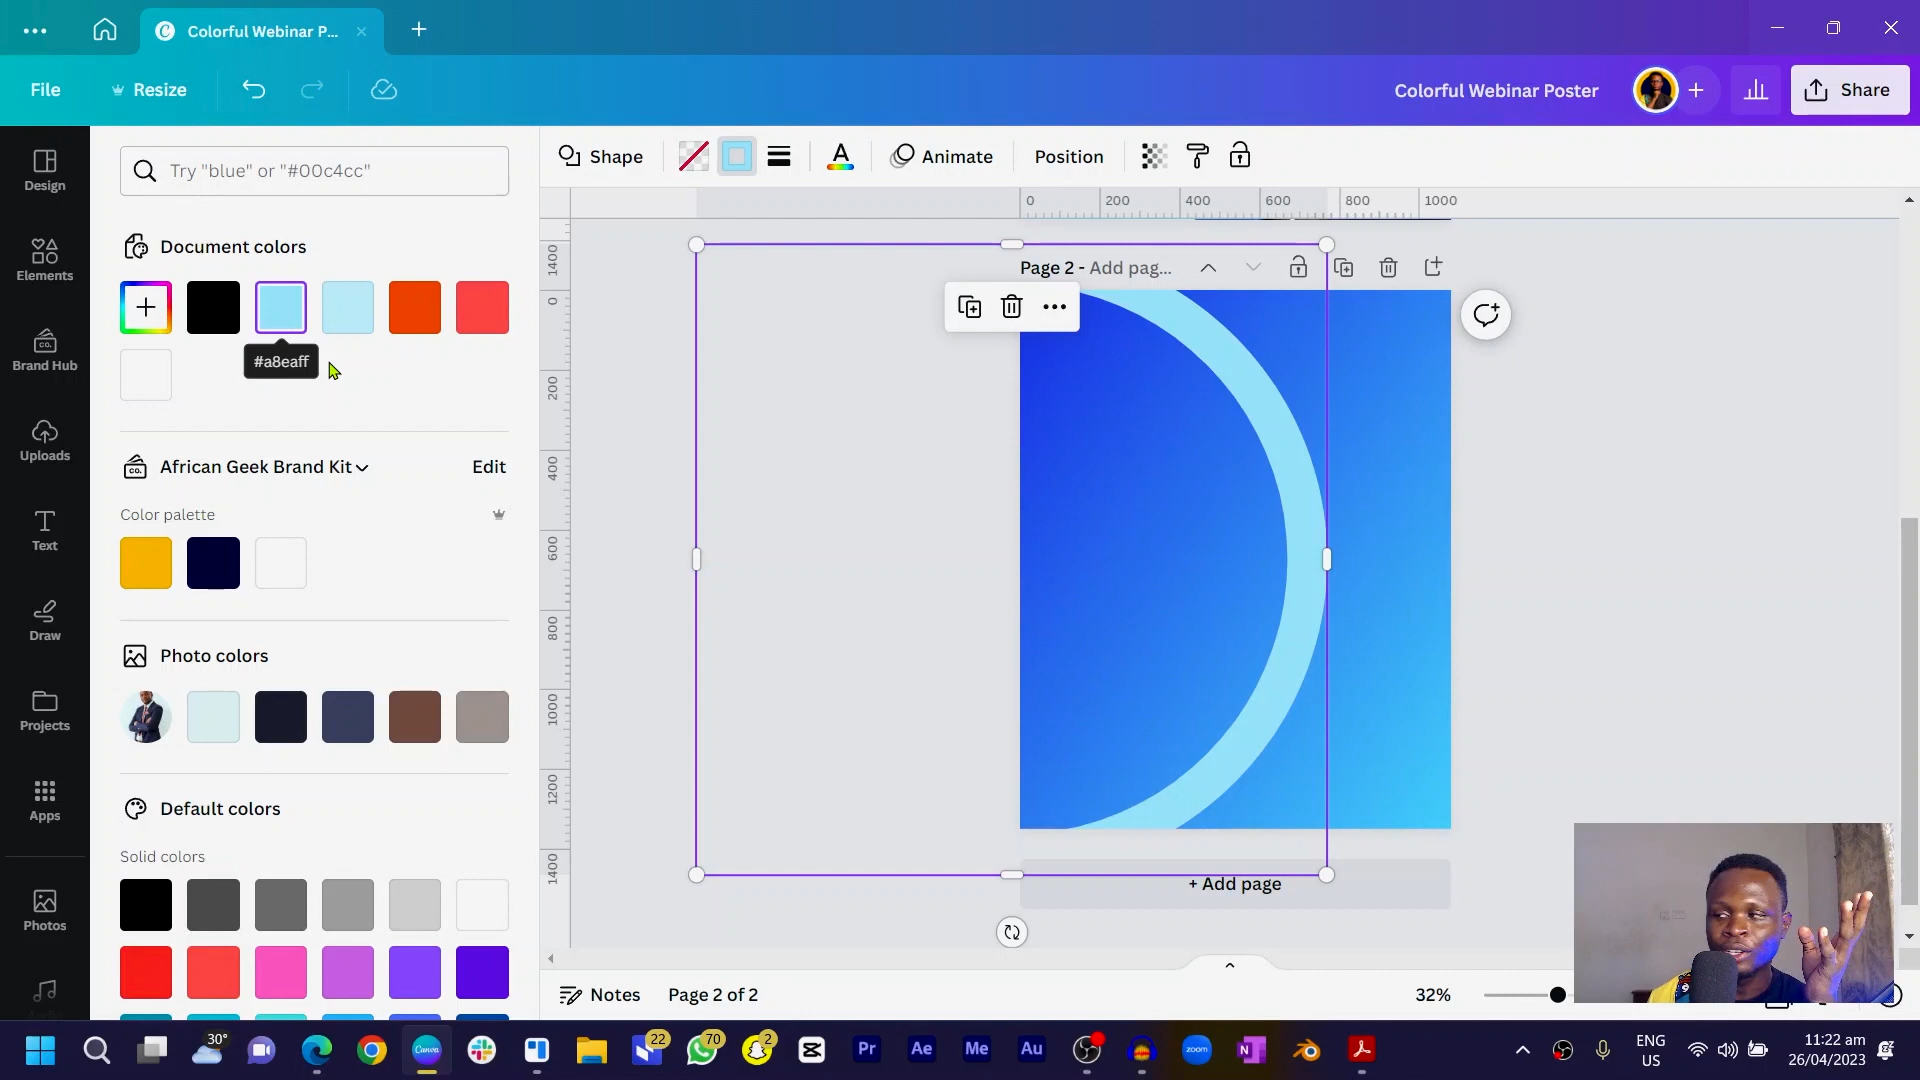 Colorful Webinar P...
File
Resize
Colorful Webinar Poster
Share
Design
Elements
Brand Hub
Uploads
Text
Draw
Projects
Apps
Photos
Audio
Try "blue" or "#00c4cc"
Document colors
#a8eaff
African Geek Brand Kit
Edit
Color palette
Photo colors
Default colors
Solid colors
Shape
Animate
Position
0 200 400 600 800 1000
1400
0
200
400
600
800
1000
1200
1400
Page 2 - Add pag...
+ Add page
Notes
Page 2 of 2
32%
30°
Canva
22
70
2
Pr
Ae
Me
Au
zoom
N
ENG
US
11:22 am
26/04/2023